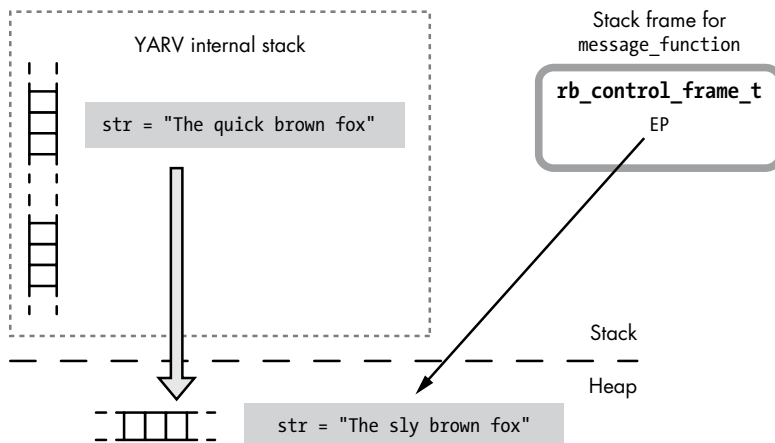 YARV internal stack
str = "The quick brown fox"
Stack frame for
message_function
rb_control_frame_t
EP
Stack
Heap
str = "The sly brown fox"